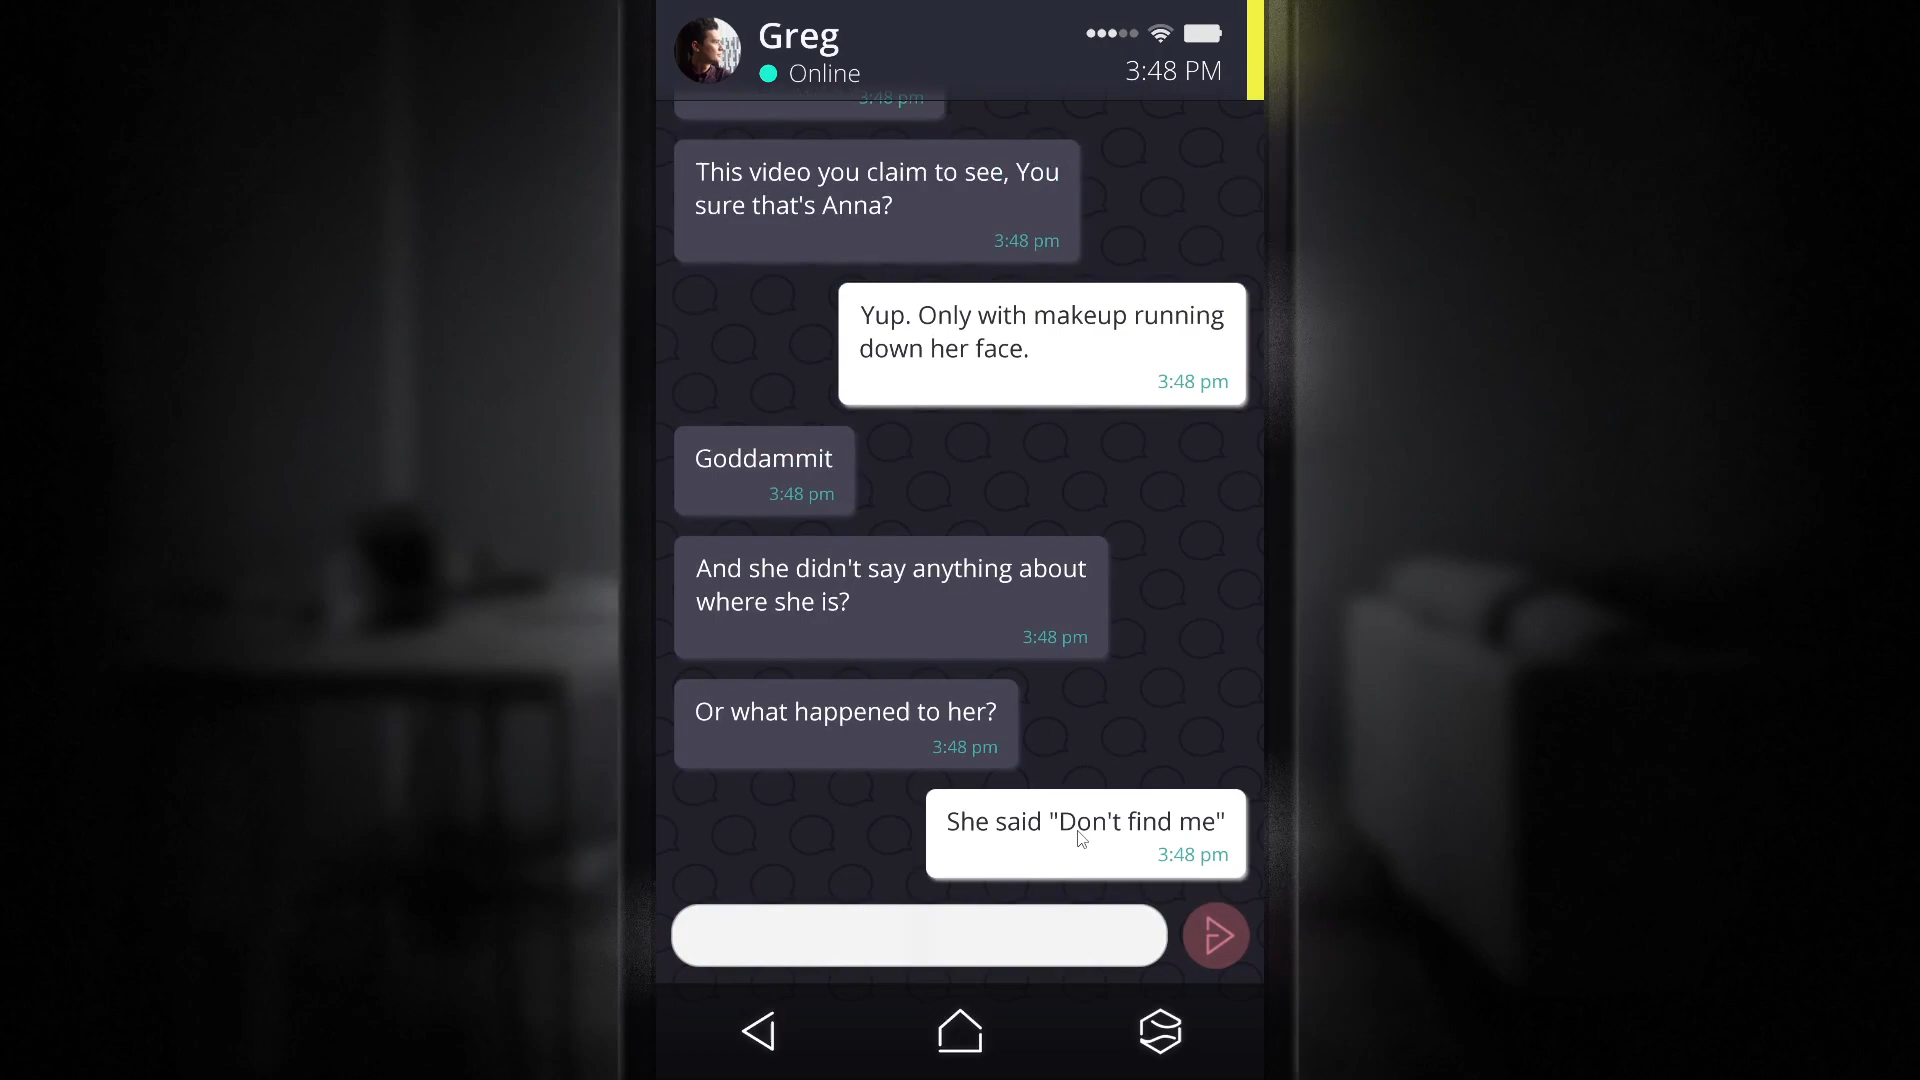 Greg
Online
3:48 PM
3:48 pm
This video you claim to see, You
sure that's Anna?
3:48 pm
Yup. Only with makeup running
down her face.
3:48 pm
Goddammit
3:48 pm
And she didn't say anything about
where she is?
3:48 pm
Or what happened to her?
3:48 pm
She said "Don't find me"
3:48 pm